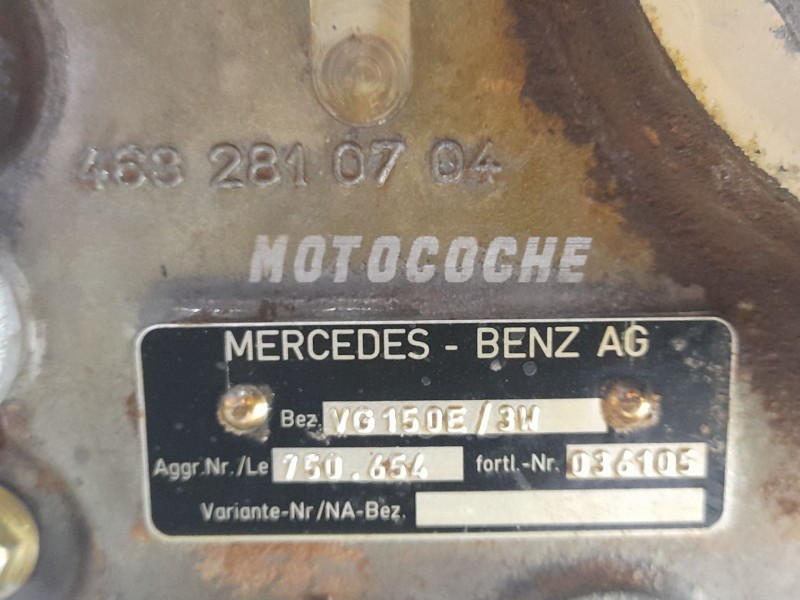 463 281 07 04
MOTOCOCHE
MERCEDES - BENZ AG
Bez. VG150E/3W
Aggr.Nr./Le 750.654 fortl.-Nr. 036105
Variante-Nr/NA-Bez.